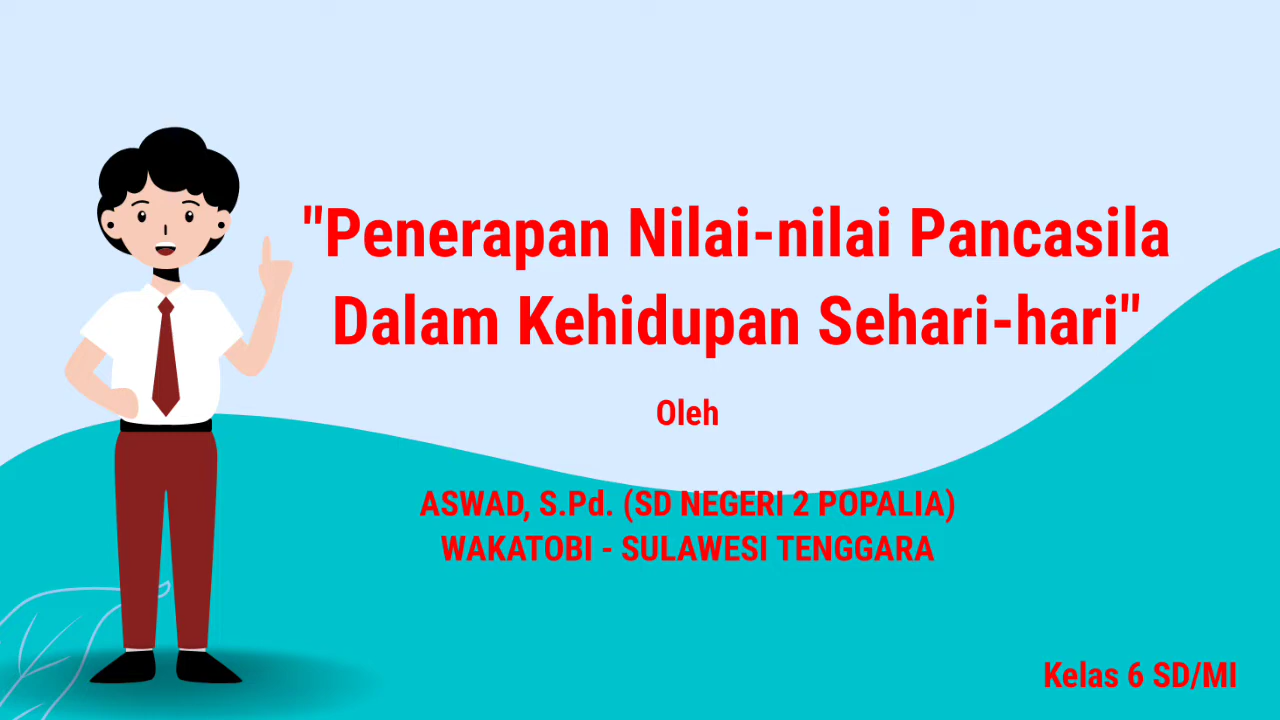 "Penerapan Nilai-nilai Pancasila
Dalam Kehidupan Sehari-hari"
Oleh
ASWAD, S.Pd. (SD NEGERI 2 POPALIA)
WAKATOBI - SULAWESI TENGGARA
Kelas 6 SD/MI